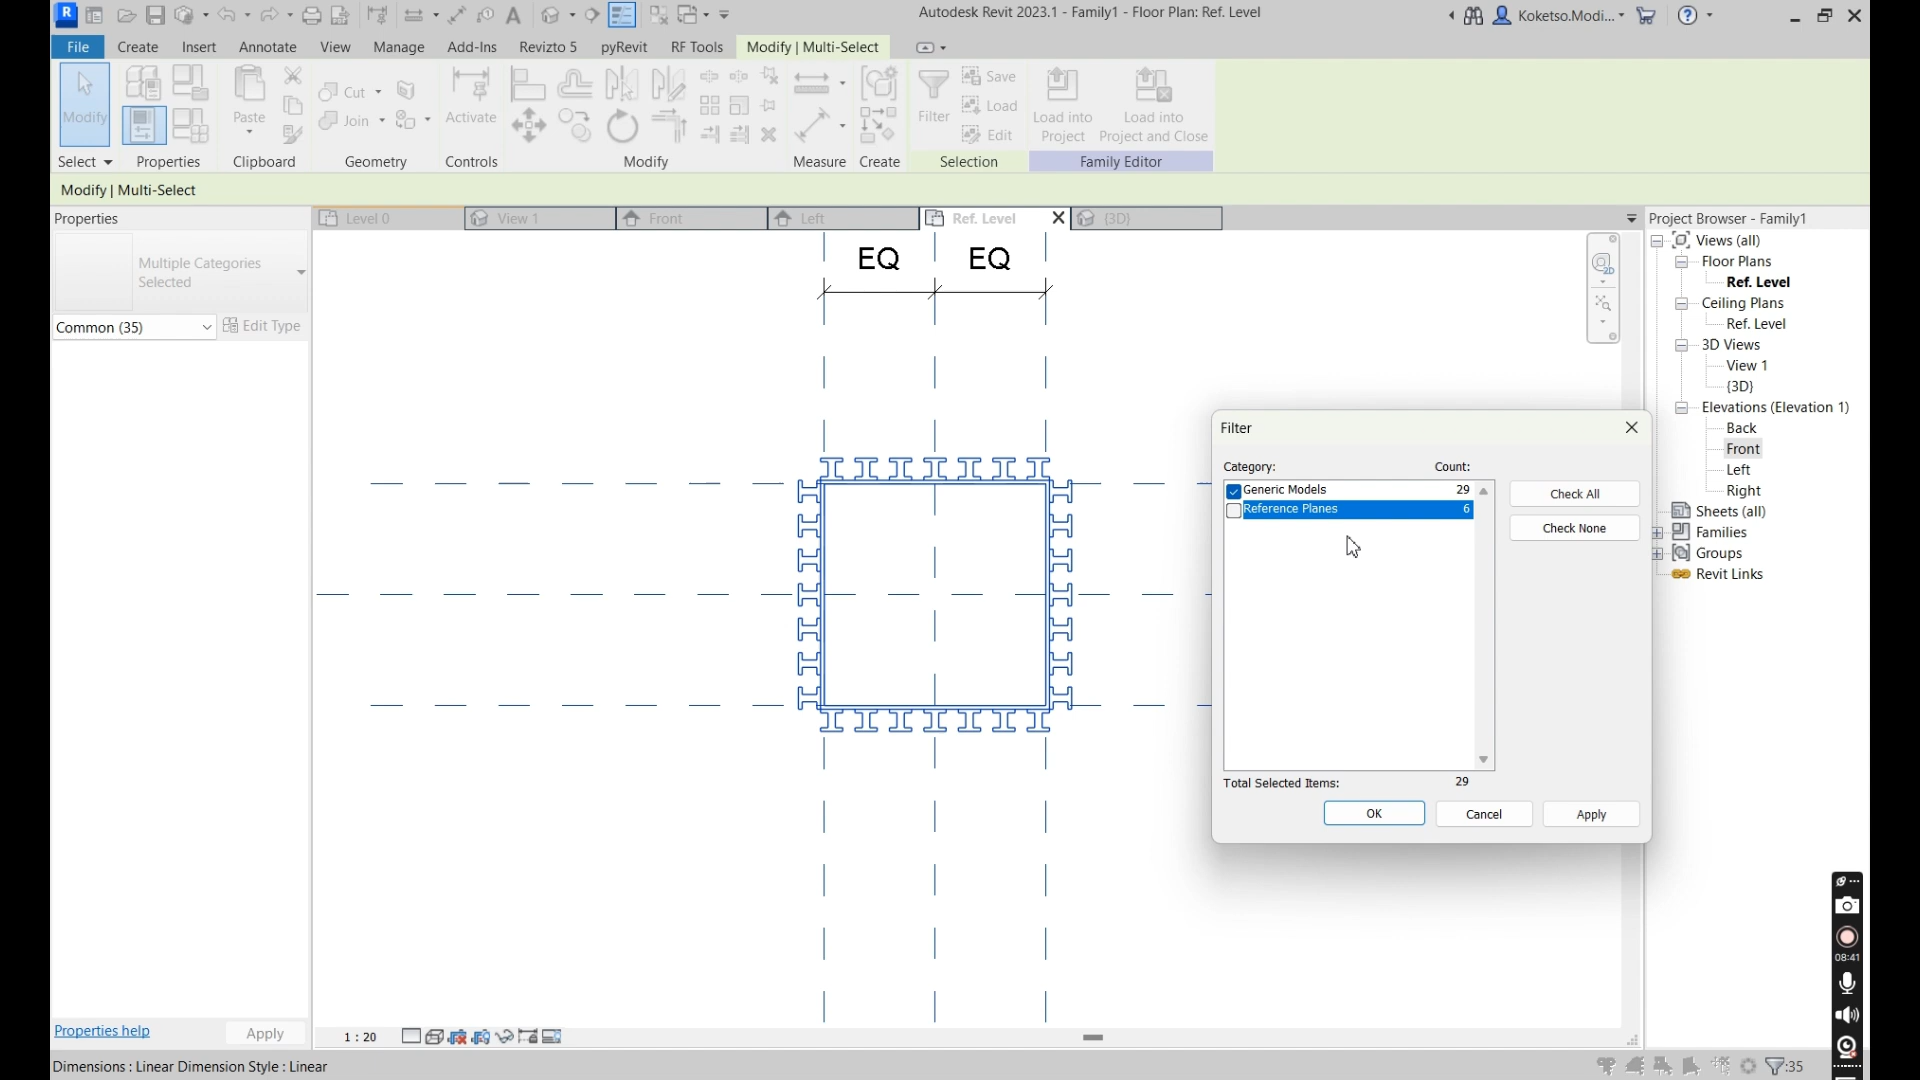 Autodesk Revit 2023.1 - Family1 - Floor Plan: Ref. Level
Koketso.Modi...
File Create Insert Annotate View Manage Add-Ins Revizto 5 pyRevit RF Tools Modify | Multi-Select
Modify
Paste
Cut
Join
Activate
Filter
Save
Load
Edit
Load into
Project
Load into
Project and Close
Select Properties Clipboard Geometry Controls Modify Measure Create Selection Family Editor
Modify | Multi-Select
Properties
Multiple Categories
Selected
Common (35)
Edit Type
Level 0 View 1 Front Left Ref. Level {3D}
EQ EQ
2D
Filter
Category: Count:
Generic Models 29
Reference Planes 6
Check All
Check None
Total Selected Items: 29
OK Cancel Apply
Project Browser - Family1
Views (all)
Floor Plans
Ref. Level
Ceiling Plans
Ref. Level
3D Views
View 1
{3D}
Elevations (Elevation 1)
Back
Front
Left
Right
Sheets (all)
Families
Groups
Revit Links
08:41
Properties help
Apply
1 : 20
Dimensions : Linear Dimension Style : Linear
:35